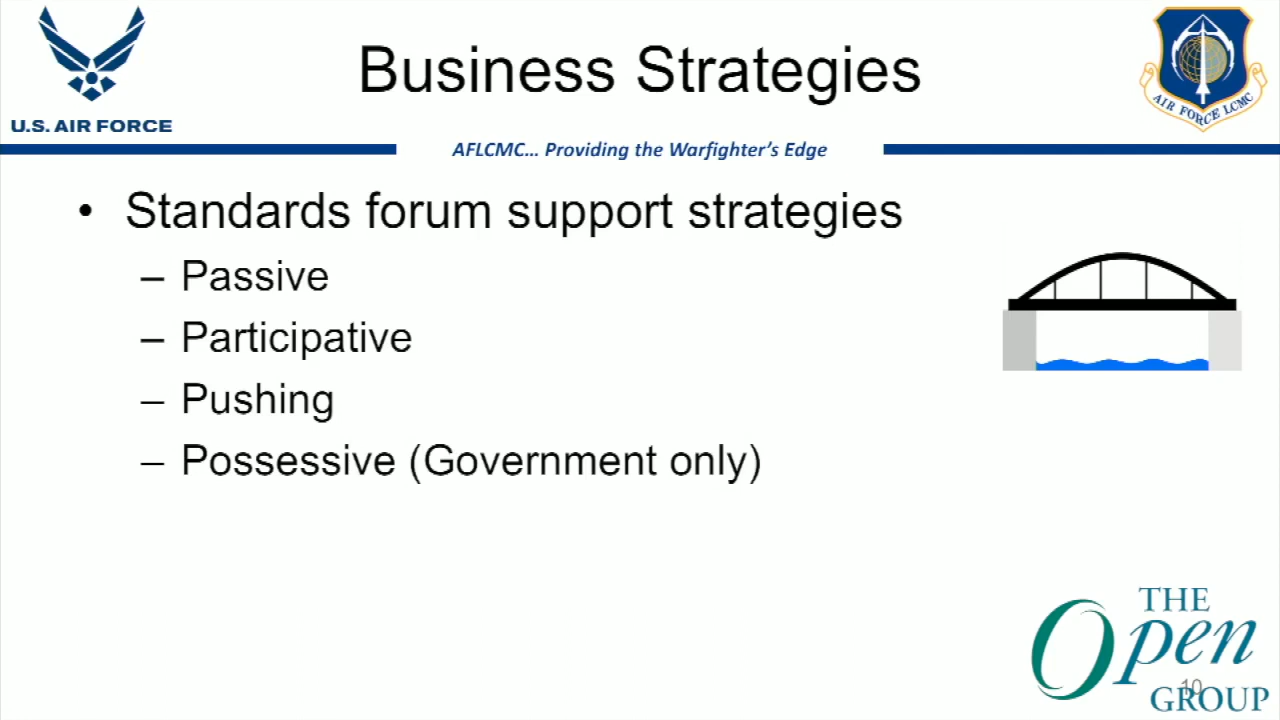 Business Strategies
U.S. AIR FORCE
AIR FORCE LCMC
AFLCMC... Providing the Warfighter's Edge
• Standards forum support strategies
– Passive
– Participative
– Pushing
– Possessive (Government only)
THE
Open
GROUP
10